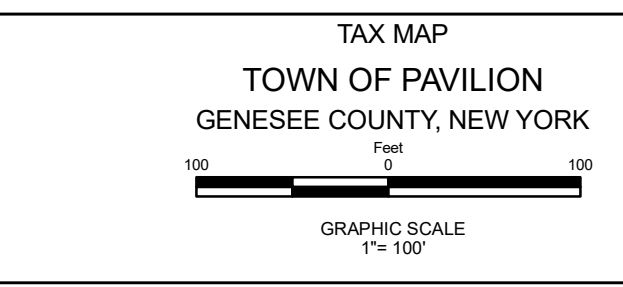 TAX MAP
TOWN OF PAVILION
GENESEE COUNTY, NEW YORK
Feet
100 0 100
GRAPHIC SCALE
1"= 100'